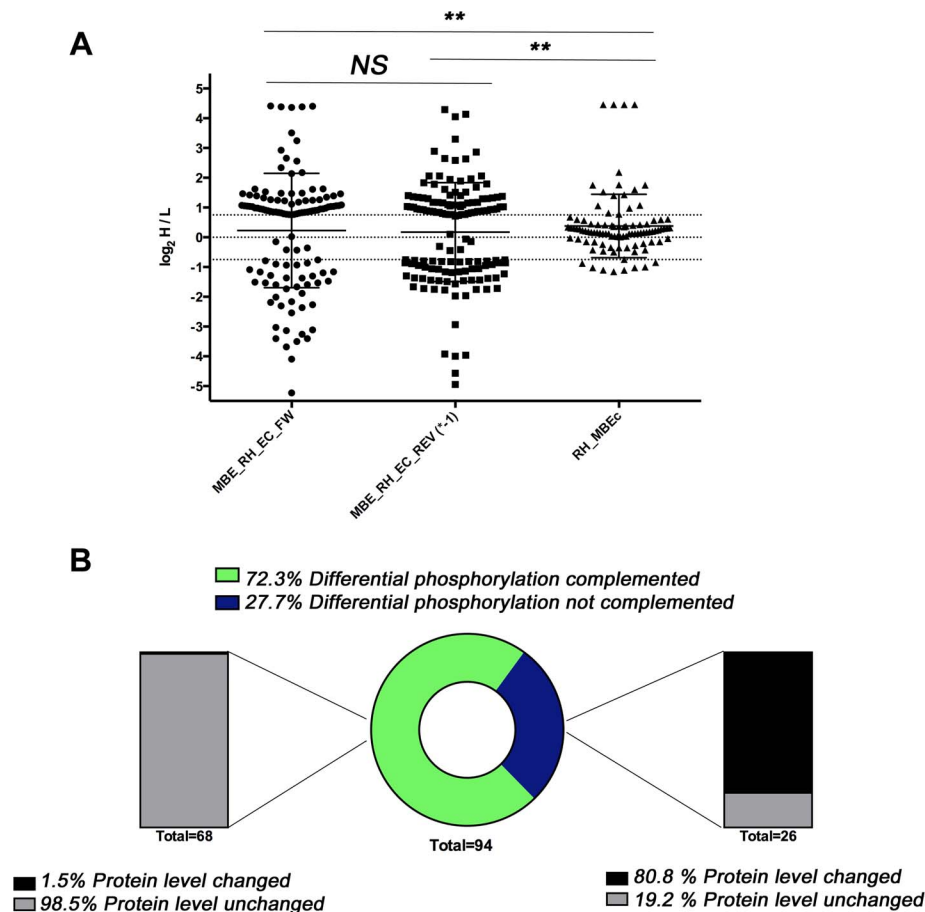 A
**
**
NS
5
4
3
2
1
0
-1
-2
-3
-4
-5
log2 H / L
MBE_RH_EC_FW
MBE_RH_EC_REV (*-1)
RH_MBEc
B
72.3% Differential phosphorylation complemented
27.7% Differential phosphorylation not complemented
Total=68
Total=94
Total=26
1.5% Protein level changed
98.5% Protein level unchanged
80.8 % Protein level changed
19.2 % Protein level unchanged